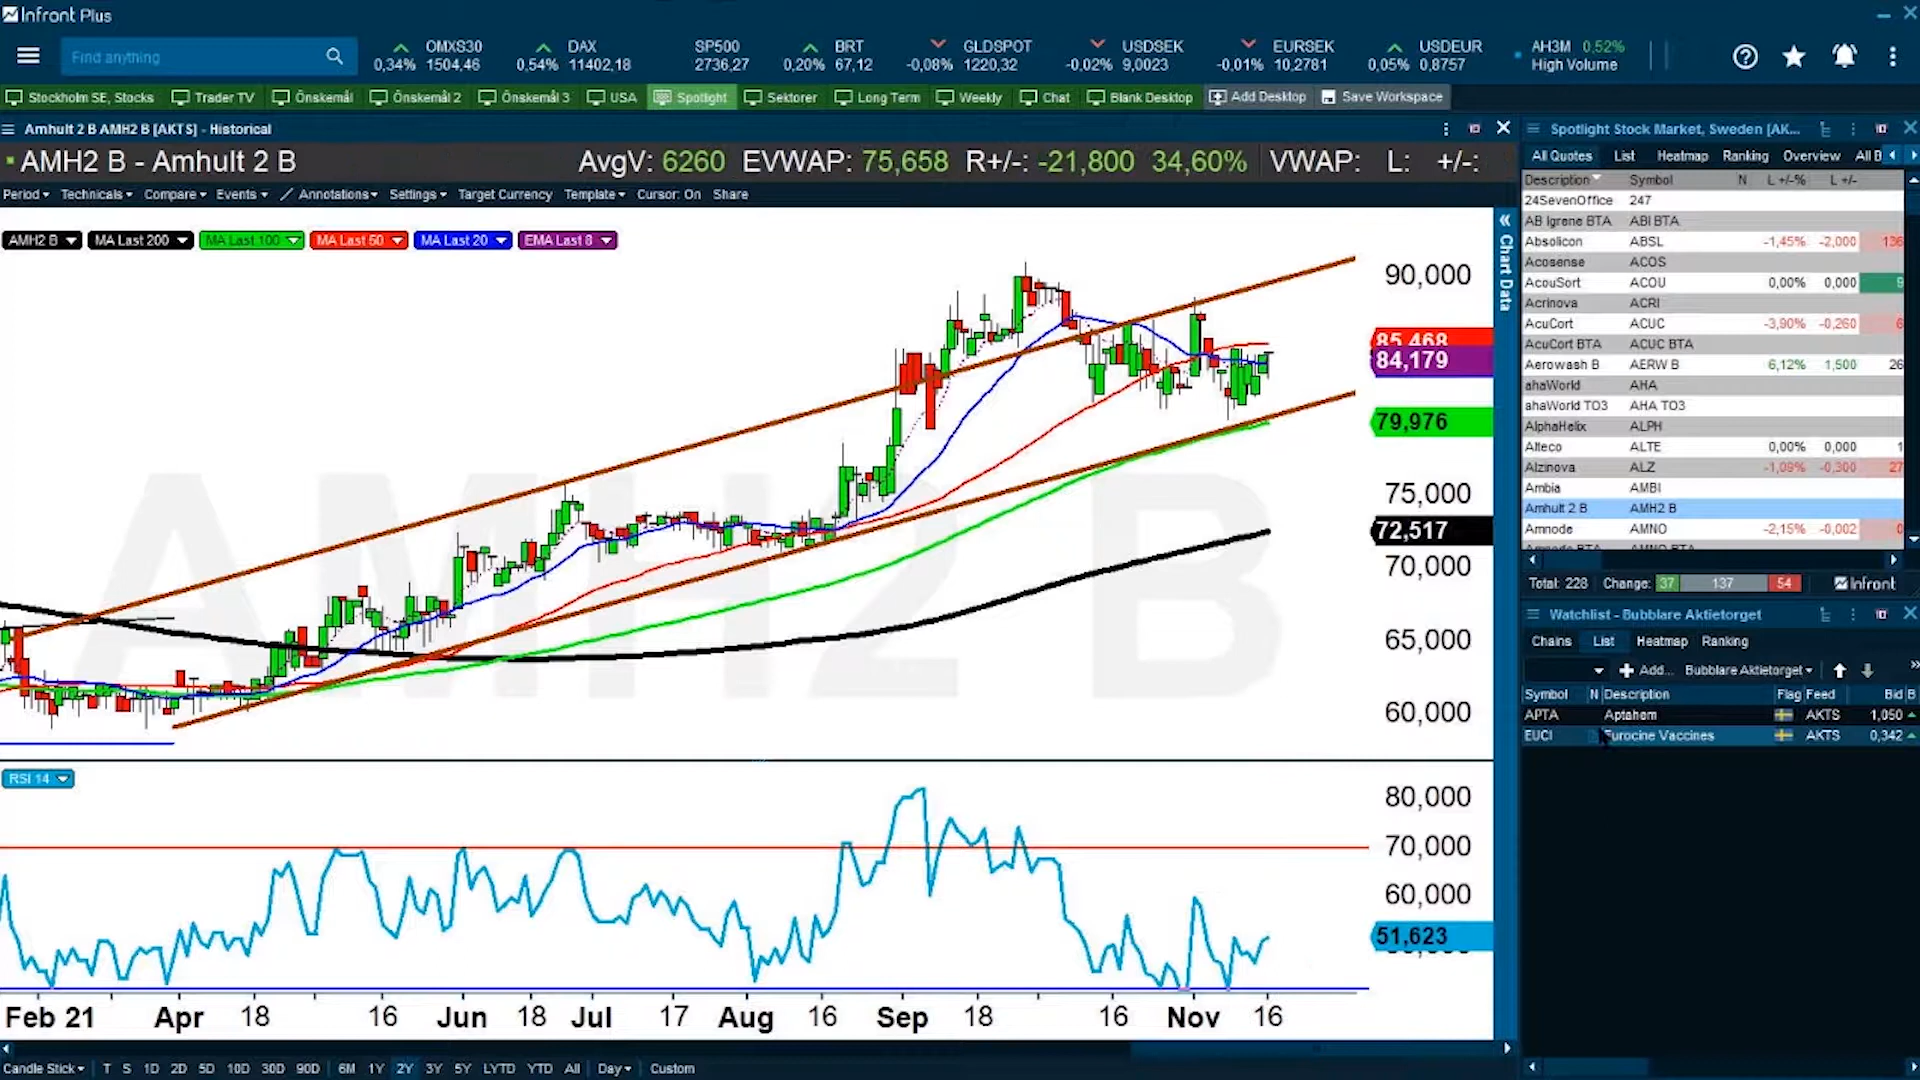 Infront Plus
Find anything
OMXS30
0,34% 1504,46
DAX
0,54% 11402,18
SP500
2736,27
BRT
0,20% 67,12
GLDSPOT
-0,08% 1220,32
USDSEK
-0,02% 9,0023
EURSEK
-0,01% 10,2781
USDEUR
0,05% 0,8757
AH3M 0,52%
High Volume
Stockholm SE, Stocks Trader TV Önskemål Önskemål 2 Önskemål 3 USA Spotlight Sektorer Long Term Weekly Chat Blank Desktop Add Desktop Save Workspace
Amhult 2 B AMH2 B [AKTS] - Historical
AMH2 B - Amhult 2 B AvgV: 6260 EVWAP: 75,658 R+/-: -21,800 34,60% VWAP: L: +/-:
Period Technicals Compare Events Annotations Settings Target Currency Template Cursor: On Share
AMH2 B MA Last 200 MA Last 100 MA Last 50 MA Last 20 EMA Last 8
AMH2 B
90,000
85,468
84,179
79,976
75,000
72,517
70,000
65,000
60,000
Chart Data
RSI 14
80,000
70,000
60,000
51,623
Feb 21 Apr 18 16 Jun 18 Jul 17 Aug 16 Sep 18 16 Nov 16
Candle Stick T S 1D 2D 5D 10D 30D 90D 6M 1Y 2Y 3Y 5Y LYTD YTD All Day Custom
Spotlight Stock Market, Sweden [AK...
All Quotes List Heatmap Ranking Overview All B
Description Symbol N L +/-% L +/-
24SevenOffice 247
AB Igrene BTA ABI BTA
Absolicon ABSL -1,45% -2,000 136
Acosense ACOS
AcouSort ACOU 0,00% 0,000 9
Acrinova ACRI
AcuCort ACUC -3,90% -0,260 6
AcuCort BTA ACUC BTA
Aerowash B AERW B 6,12% 1,500 26
ahaWorld AHA
ahaWorld TO3 AHA TO3
AlphaHelix ALPH
Alteco ALTE 0,00% 0,000 1
Alzinova ALZ -1,09% -0,300 27
Ambia AMBI
Amhult 2 B AMH2 B
Amnode AMNO -2,15% -0,002 0
Amnode BTA AMNO BTA
Total: 228 Change: 37 137 54 Infront
Watchlist - Bubblare Aktietorget
Chains List Heatmap Ranking
Add... Bubblare Aktietorget
Symbol N Description Flag Feed Bid B
APTA Aptahem AKTS 1,050
EUCI Eurocine Vaccines AKTS 0,342